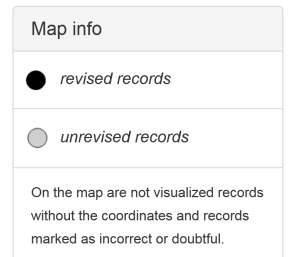 Map info
revised records
unrevised records
On the map are not visualized records
without the coordinates and records
marked as incorrect or doubtful.